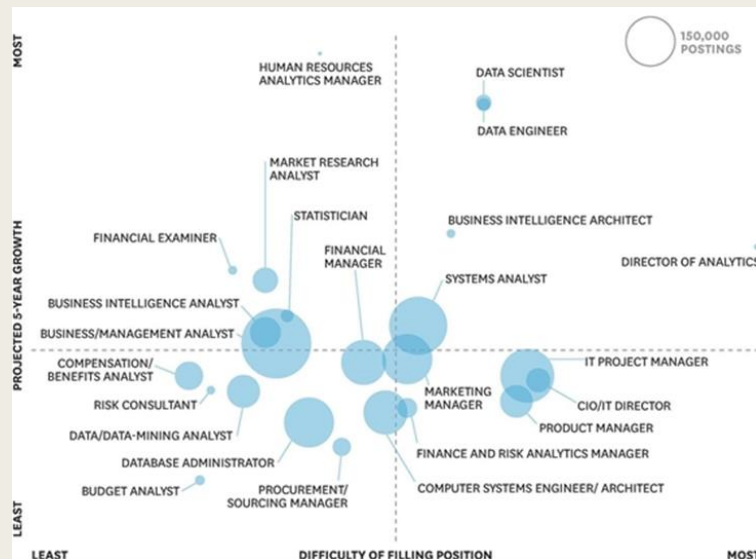 MOST
150,000
POSTINGS
HUMAN RESOURCES
ANALYTICS MANAGER
DATA SCIENTIST
DATA ENGINEER
MARKET RESEARCH
ANALYST
STATISTICIAN
BUSINESS INTELLIGENCE ARCHITECT
FINANCIAL EXAMINER
FINANCIAL
MANAGER
DIRECTOR OF ANALYTICS
SYSTEMS ANALYST
PROJECTED 5-YEAR GROWTH
BUSINESS INTELLIGENCE ANALYST
BUSINESS/MANAGEMENT ANALYST
COMPENSATION/
BENEFITS ANALYST
IT PROJECT MANAGER
RISK CONSULTANT
MARKETING
MANAGER
CIO/IT DIRECTOR
PRODUCT MANAGER
DATA/DATA-MINING ANALYST
FINANCE AND RISK ANALYTICS MANAGER
DATABASE ADMINISTRATOR
BUDGET ANALYST
PROCUREMENT/
SOURCING MANAGER
COMPUTER SYSTEMS ENGINEER/ ARCHITECT
LEAST
LEAST
DIFFICULTY OF FILLING POSITION
MOST